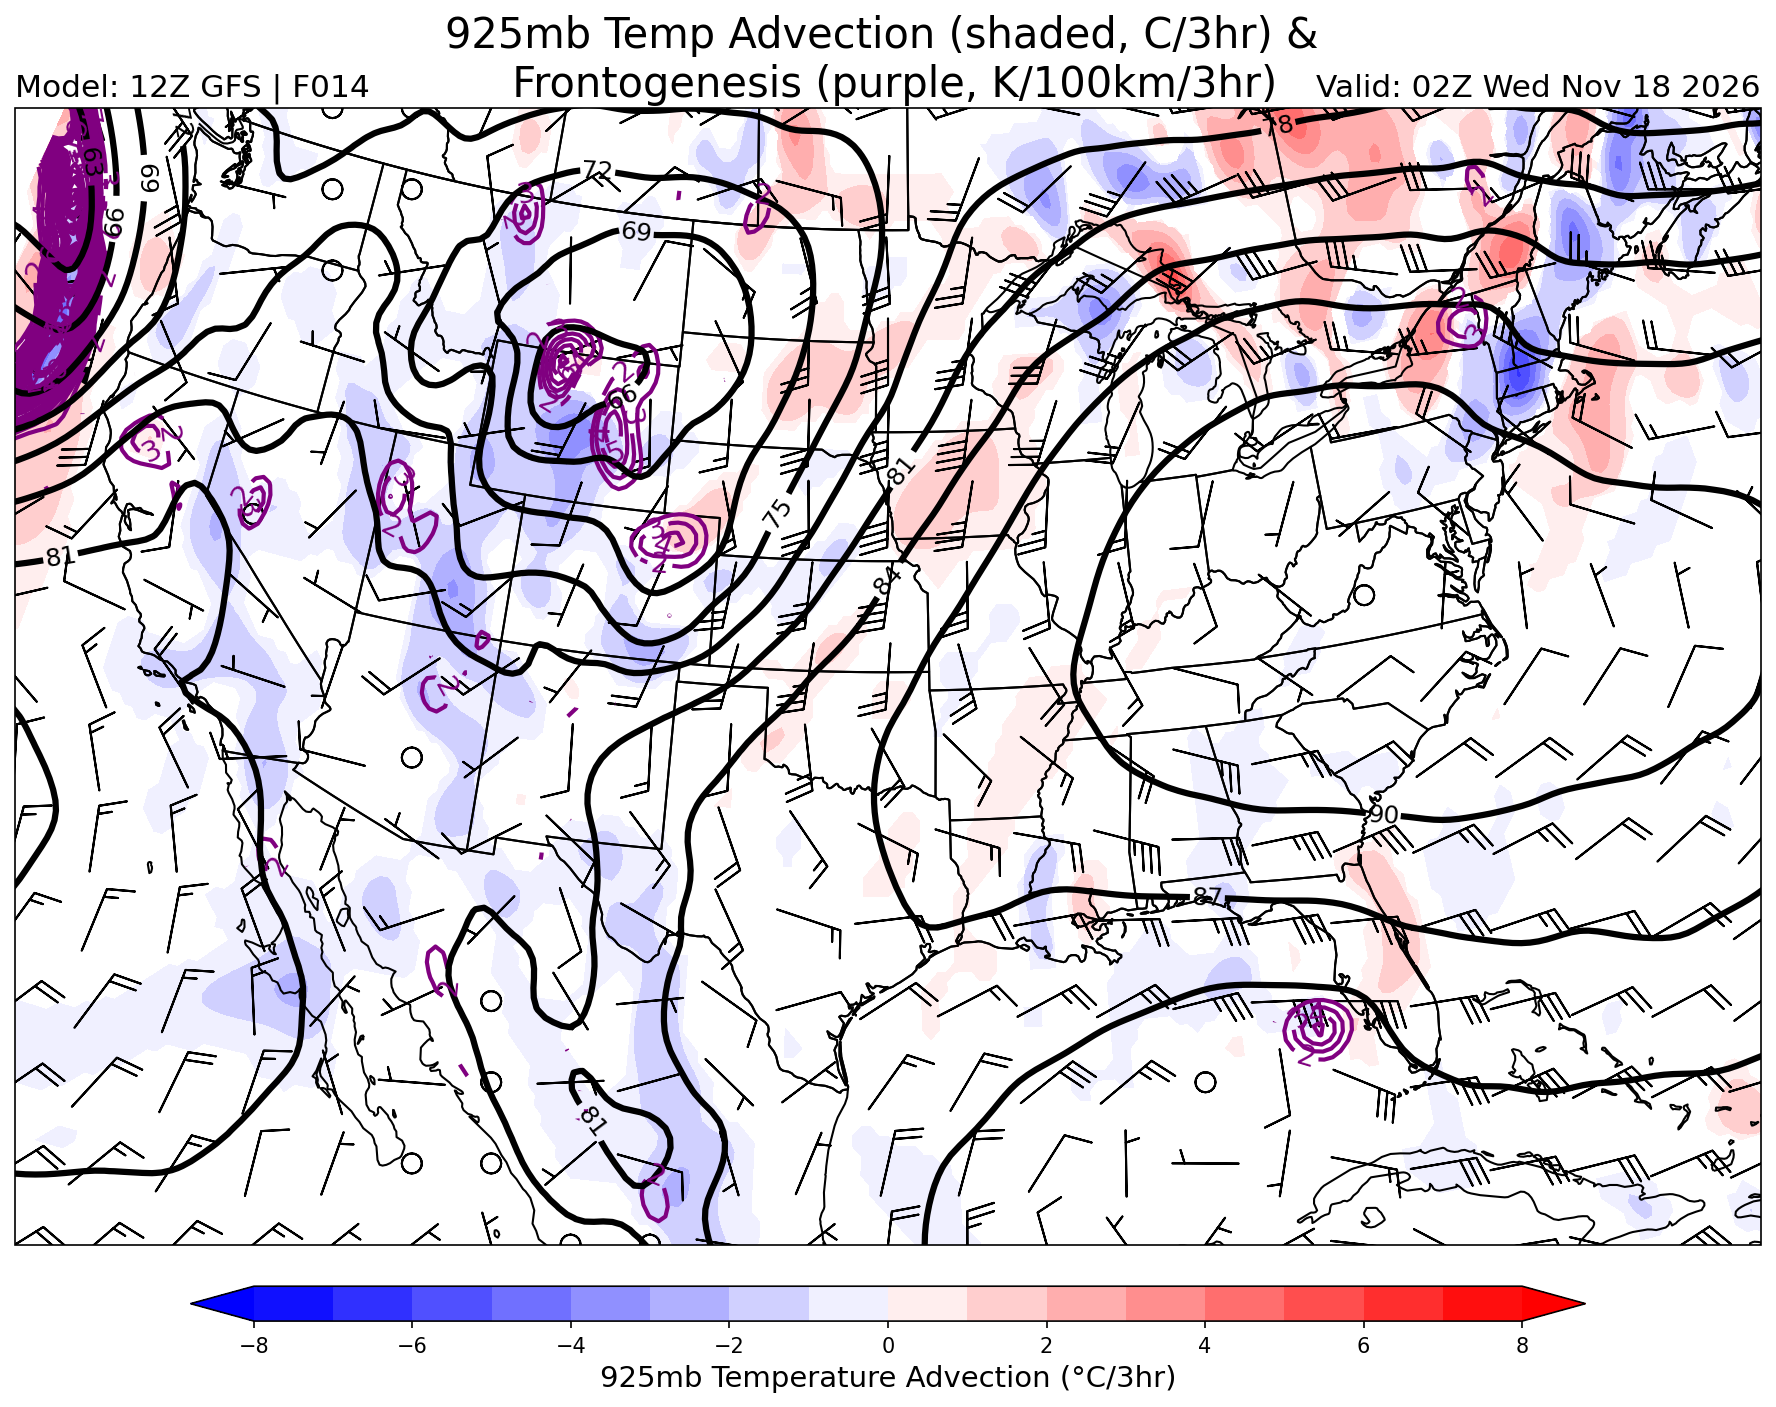 925mb Temp Advection (shaded, C/3hr) &
Frontogenesis (purple, K/100km/3hr)
Model: 12Z GFS | F014
Valid: 02Z Wed Nov 18 2026
78
72
69
63
69
66
66
81
75
84
81
90
87
81
−8 −6 −4 −2 0 2 4 6 8
925mb Temperature Advection (°C/3hr)